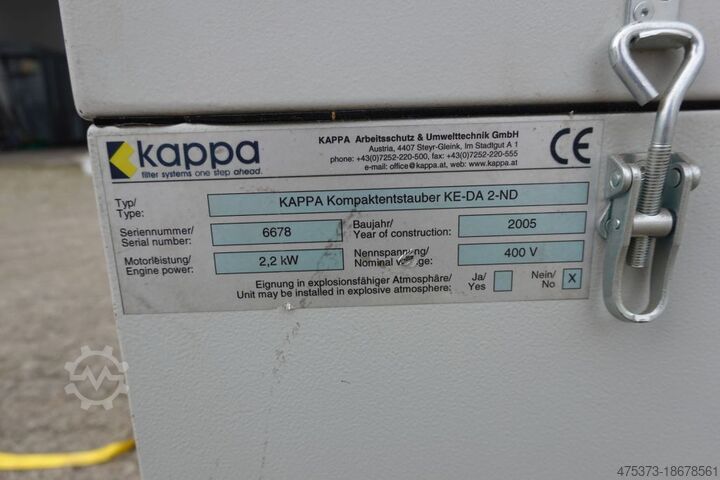 kappa
filter systems one step ahead.
KAPPA Arbeitsschutz & Umwelttechnik GmbH
Austria, 4407 Steyr-Gleink, Im Stadtgut A 1
phone: +43(0)7252-220-500, fax: +43(0)7252-220-555
e-mail: office@kappa.at, web: www.kappa.at
CE
Typ/
Type:
KAPPA Kompaktentstauber KE-DA 2-ND
Seriennummer/
Serial number:
6678
Baujahr/
Year of construction:
2005
Motorleistung/
Engine power:
2,2 kW
Nennspannung/
Nominal
400 V
Eignung in explosionsfähiger Atmosphäre/
Unit may be installed in explosive atmosphere:
Ja/
Yes
Nein/
No
X
475373-18678561